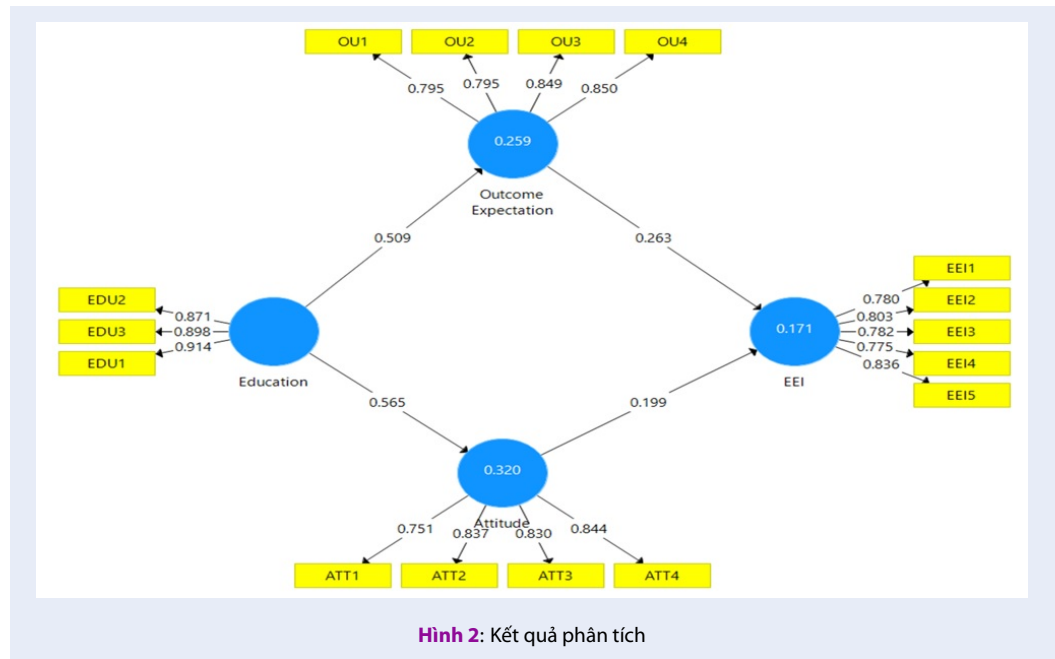 OU1 OU2 OU3 OU4
0.795 0.795 0.849 0.850
0.259
Outcome
Expectation
0.509 0.263
EDU2
EDU3
EDU1
0.871
0.898
0.914
Education
EEI1
EEI2
EEI3
EEI4
EEI5
0.780
0.803
0.782
0.775
0.836
0.171
EEI
0.565 0.199
0.320
Attitude
0.751 0.837 0.830 0.844
ATT1 ATT2 ATT3 ATT4
Hình 2: Kết quả phân tích